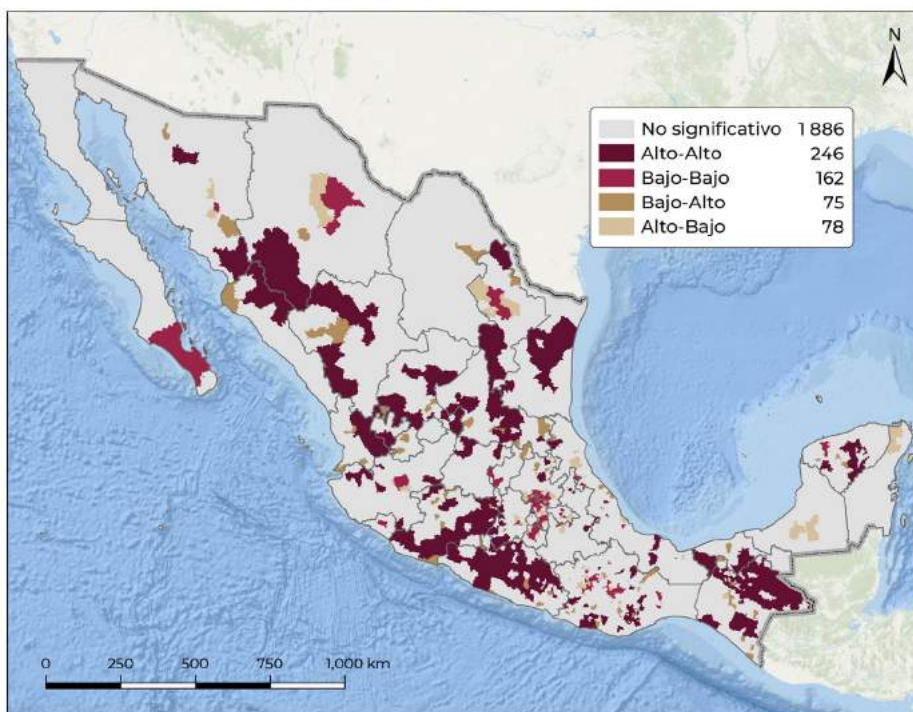 N
No significativo 1 886
Alto-Alto 246
Bajo-Bajo 162
Bajo-Alto 75
Alto-Bajo 78
0 250 500 750 1,000 km